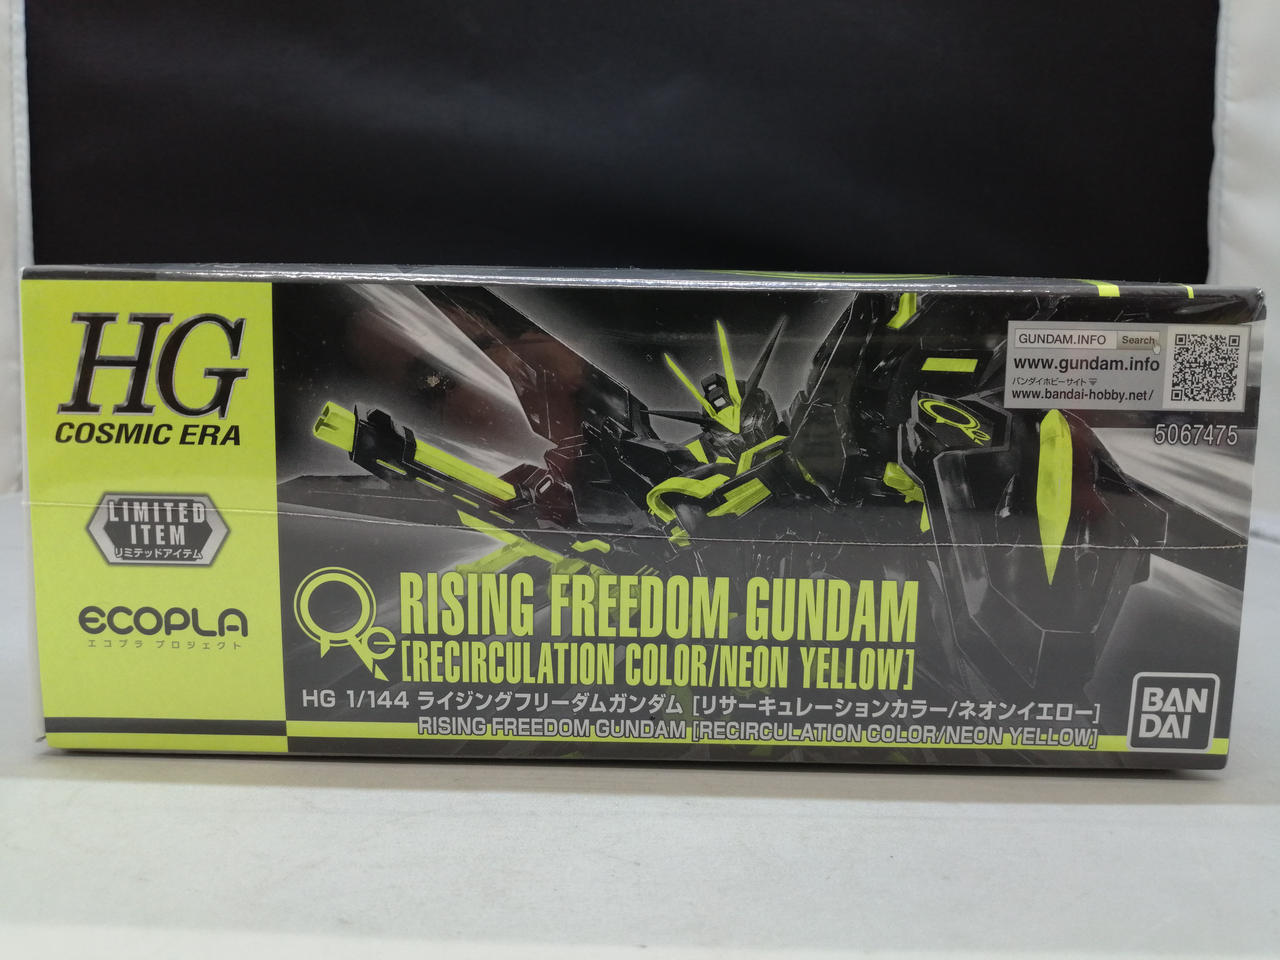 HG
COSMIC ERA
LIMITED
ITEM
リミテッドアイテム
ECOPLA
エコプラ プロジェクト
GUNDAM.INFO Search
www.gundam.info
バンダイホビーサイト
www.bandai-hobby.net/
5067475
Re
RISING FREEDOM GUNDAM
[RECIRCULATION COLOR/NEON YELLOW]
HG 1/144 ライジングフリーダムガンダム [リサーキュレーションカラー/ネオンイエロー]
RISING FREEDOM GUNDAM [RECIRCULATION COLOR/NEON YELLOW]
BAN
DAI